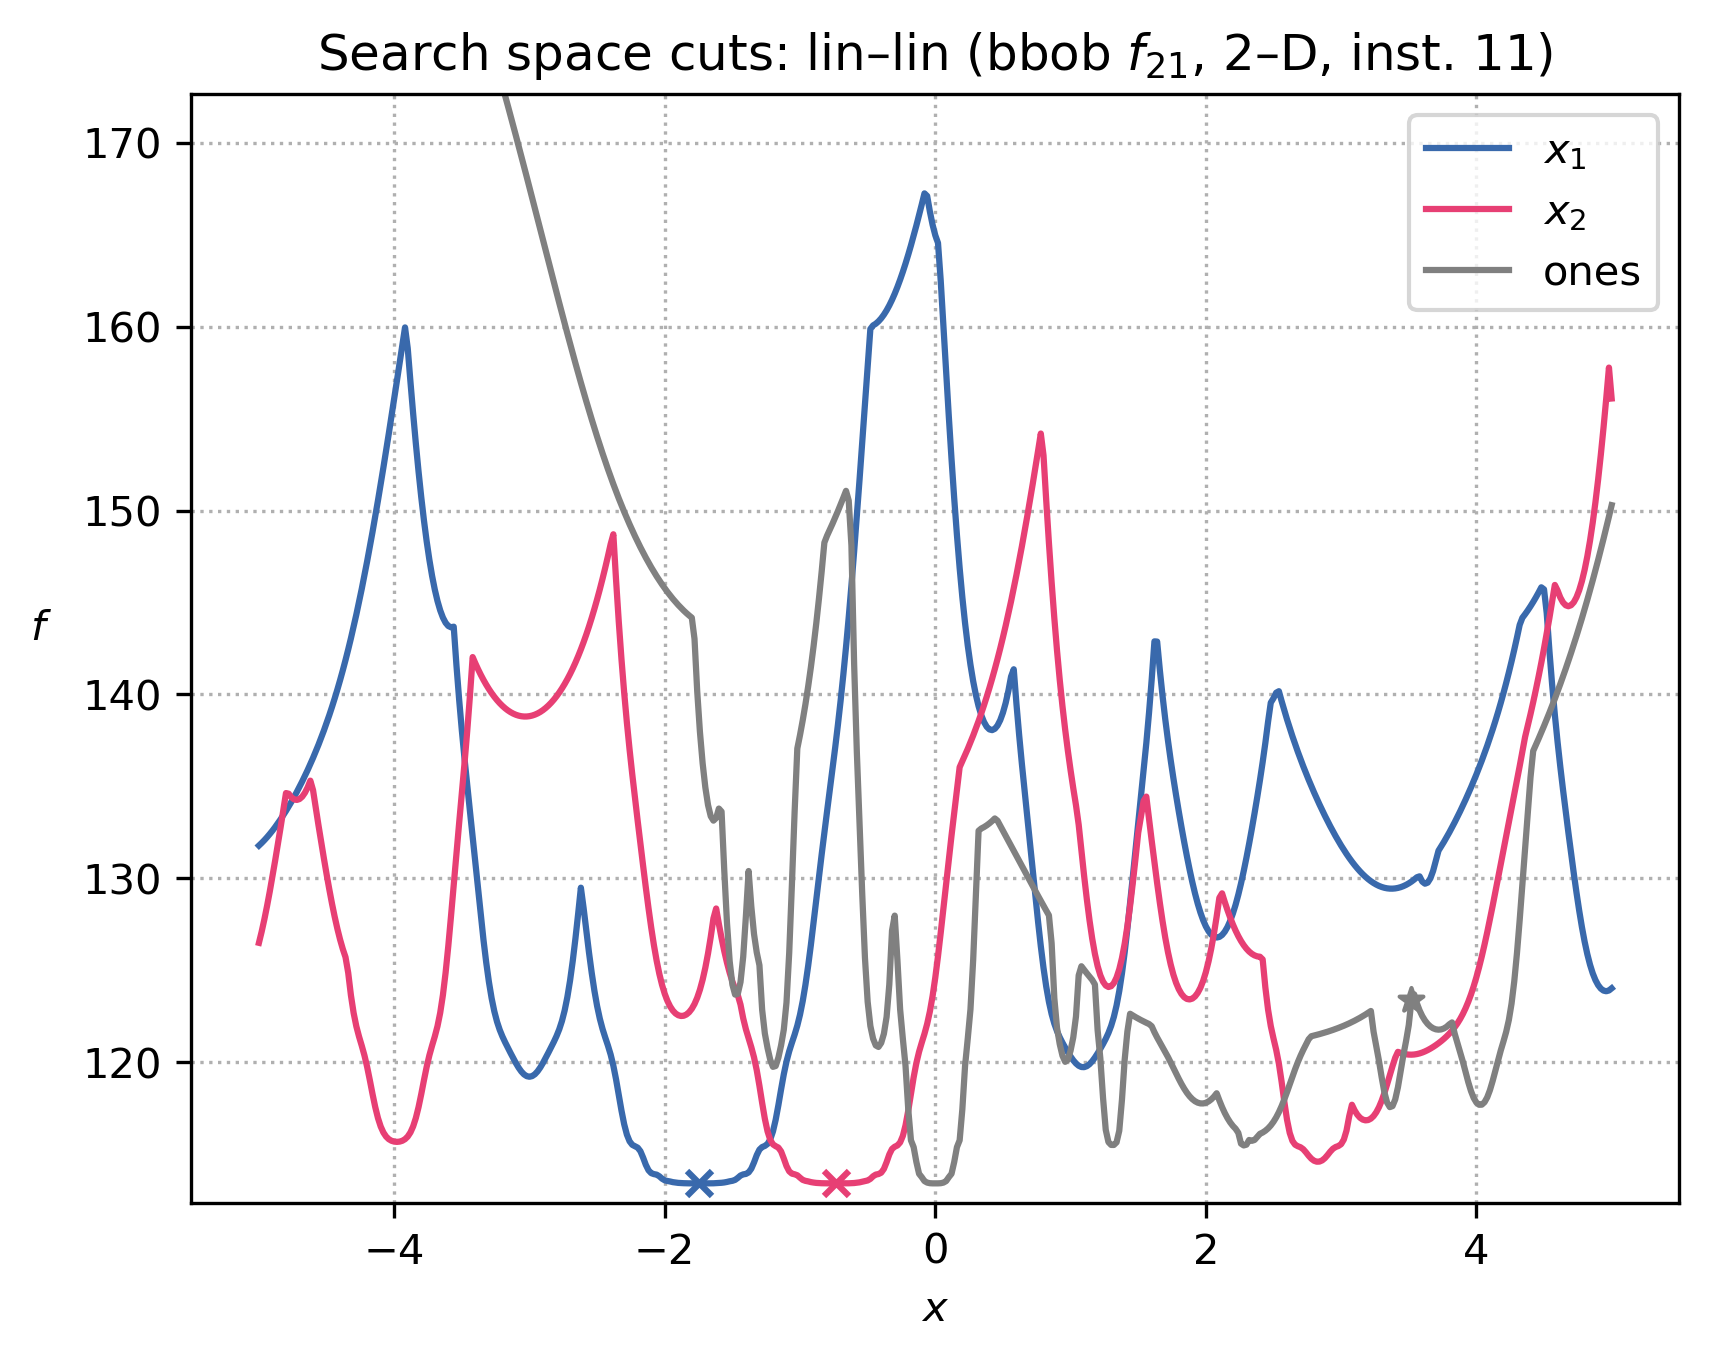 Search space cuts: lin–lin (bbob f₂₁, 2–D, inst. 11)
170
160
150
140
130
120
f
x₁
x₂
ones
−4 −2 0 2 4
x